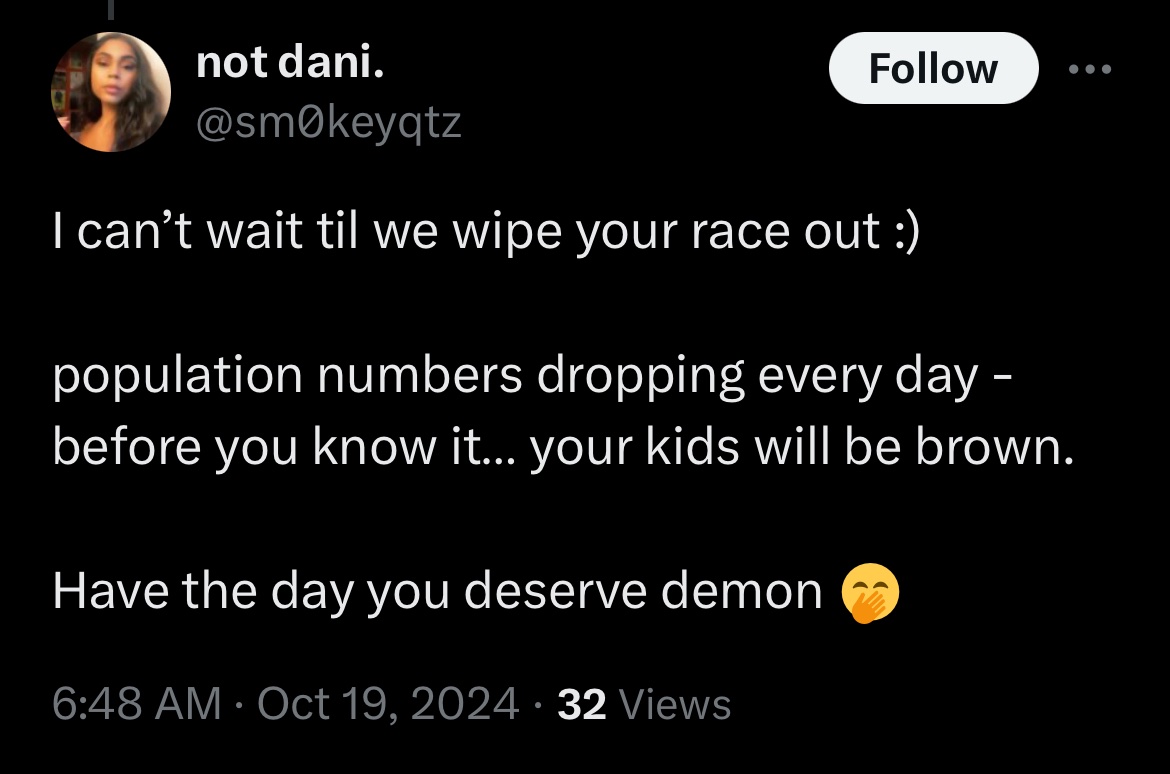 not dani.
@sm0keyqtz
Follow
I can’t wait til we wipe your race out :)
population numbers dropping every day -
before you know it... your kids will be brown.
Have the day you deserve demon 🤭
6:48 AM · Oct 19, 2024 · 32 Views